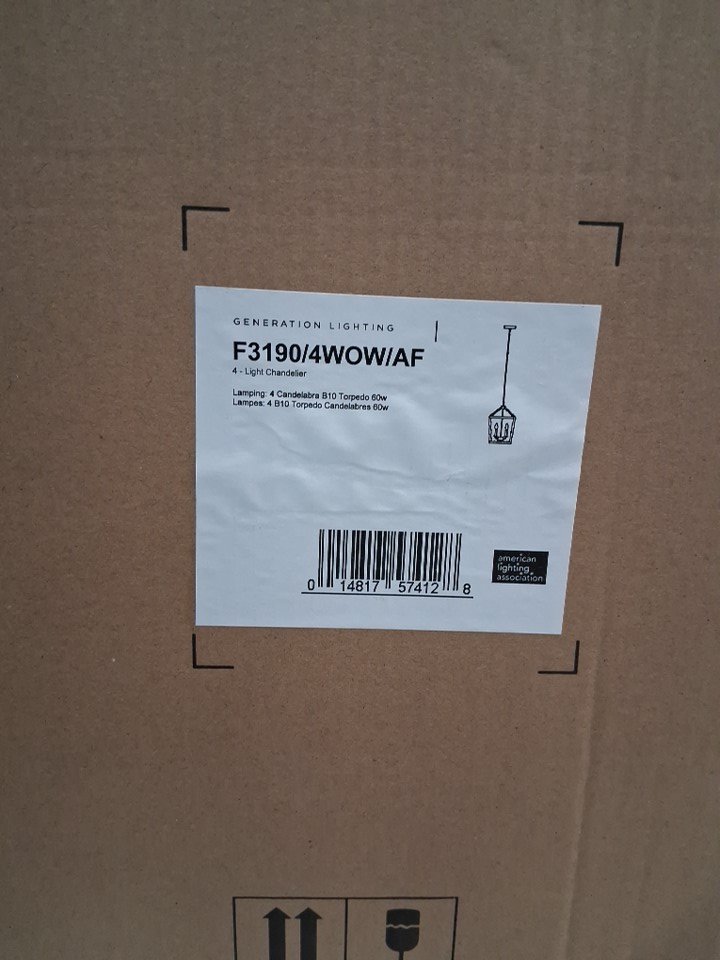 GENERATION LIGHTING
F3190/4WOW/AF
4 - Light Chandelier
Lamping: 4 Candelabra B10 Torpedo 60w
Lampes: 4 B10 Torpedo Candelabres 60w
0 14817 57412 8
american
lighting
association